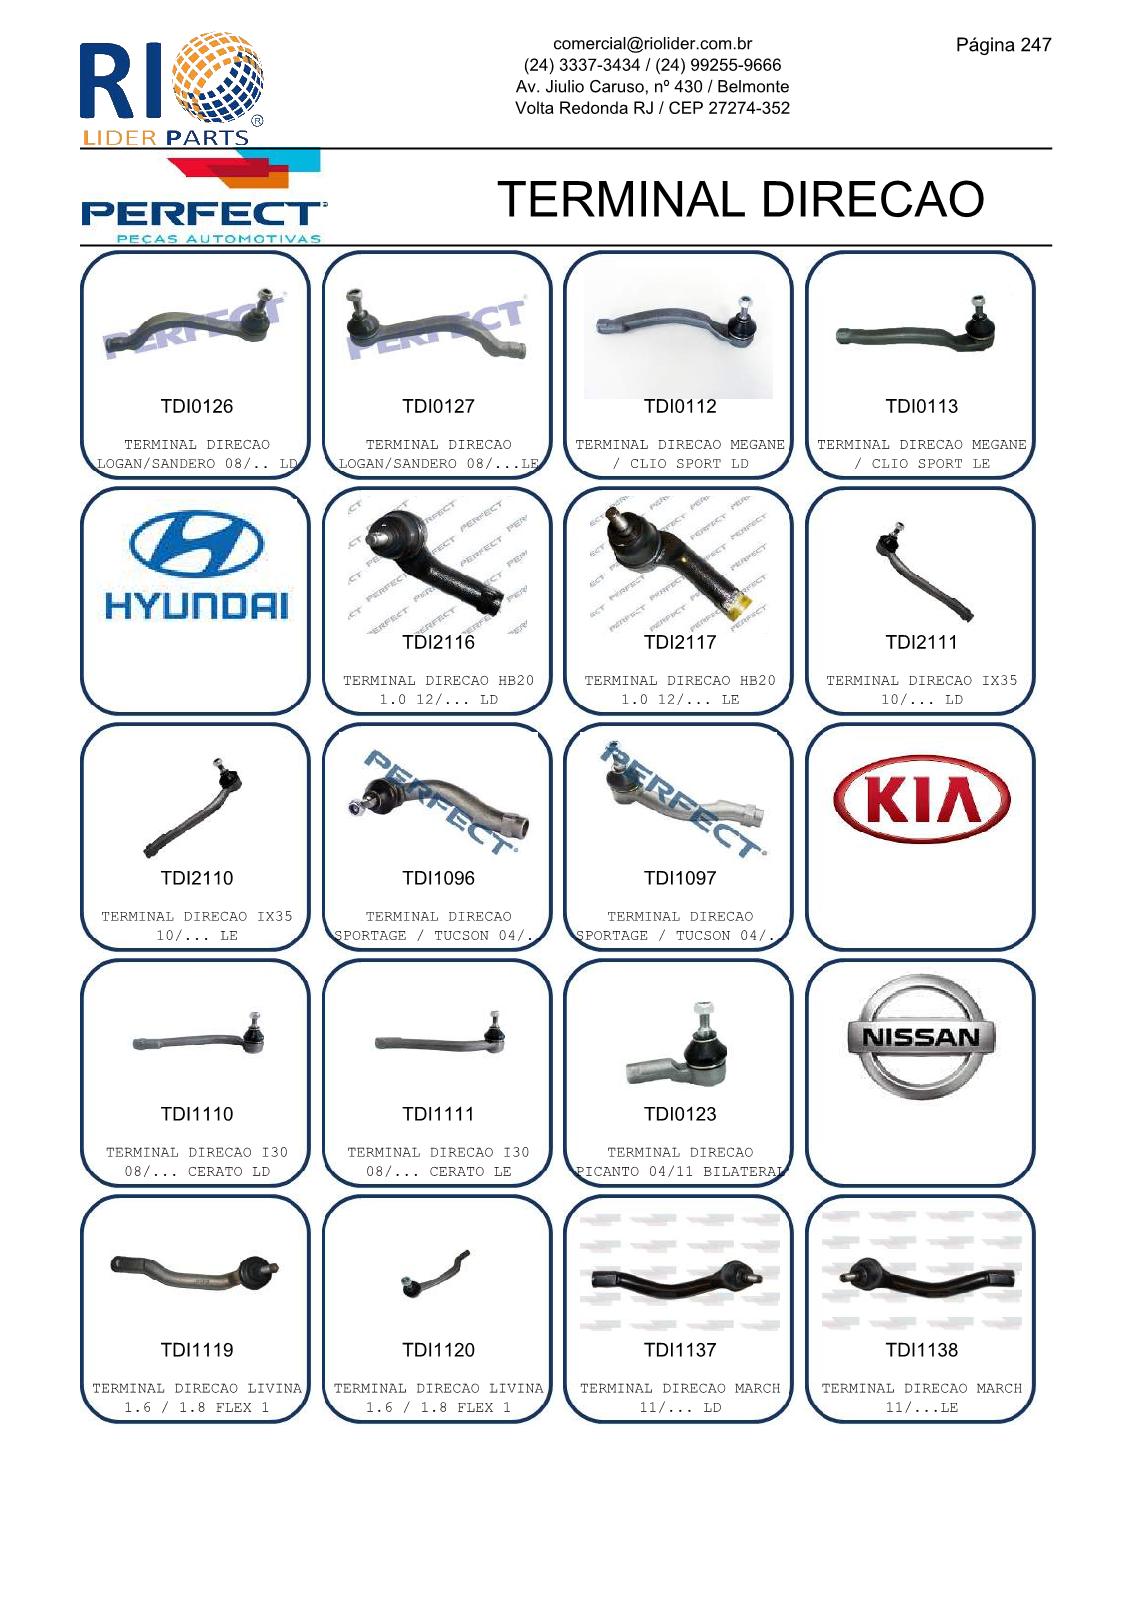 RIO
LIDER PARTS
®
comercial@riolider.com.br
(24) 3337-3434 / (24) 99255-9666
Av. Jiulio Caruso, nº 430 / Belmonte
Volta Redonda RJ / CEP 27274-352
Página 247
PERFECT
PEÇAS AUTOMOTIVAS
TERMINAL DIRECAO
PERFECT
TDI0126
TERMINAL DIRECAO
LOGAN/SANDERO 08/.. LD
PERFECT
TDI0127
TERMINAL DIRECAO
LOGAN/SANDERO 08/...LE
TDI0112
TERMINAL DIRECAO MEGANE
/ CLIO SPORT LD
TDI0113
TERMINAL DIRECAO MEGANE
/ CLIO SPORT LE
HYUNDAI
PERFECT
TDI2116
TERMINAL DIRECAO HB20
1.0 12/... LD
PERFECT
TDI2117
TERMINAL DIRECAO HB20
1.0 12/... LE
TDI2111
TERMINAL DIRECAO IX35
10/... LD
TDI2110
TERMINAL DIRECAO IX35
10/... LE
PERFECT
TDI1096
TERMINAL DIRECAO
SPORTAGE / TUCSON 04/.
PERFECT
TDI1097
TERMINAL DIRECAO
SPORTAGE / TUCSON 04/.
KIA
TDI1110
TERMINAL DIRECAO I30
08/... CERATO LD
TDI1111
TERMINAL DIRECAO I30
08/... CERATO LE
TDI0123
TERMINAL DIRECAO
PICANTO 04/11 BILATERAL
NISSAN
TDI1119
TERMINAL DIRECAO LIVINA
1.6 / 1.8 FLEX 1
TDI1120
TERMINAL DIRECAO LIVINA
1.6 / 1.8 FLEX 1
TDI1137
TERMINAL DIRECAO MARCH
11/... LD
TDI1138
TERMINAL DIRECAO MARCH
11/...LE